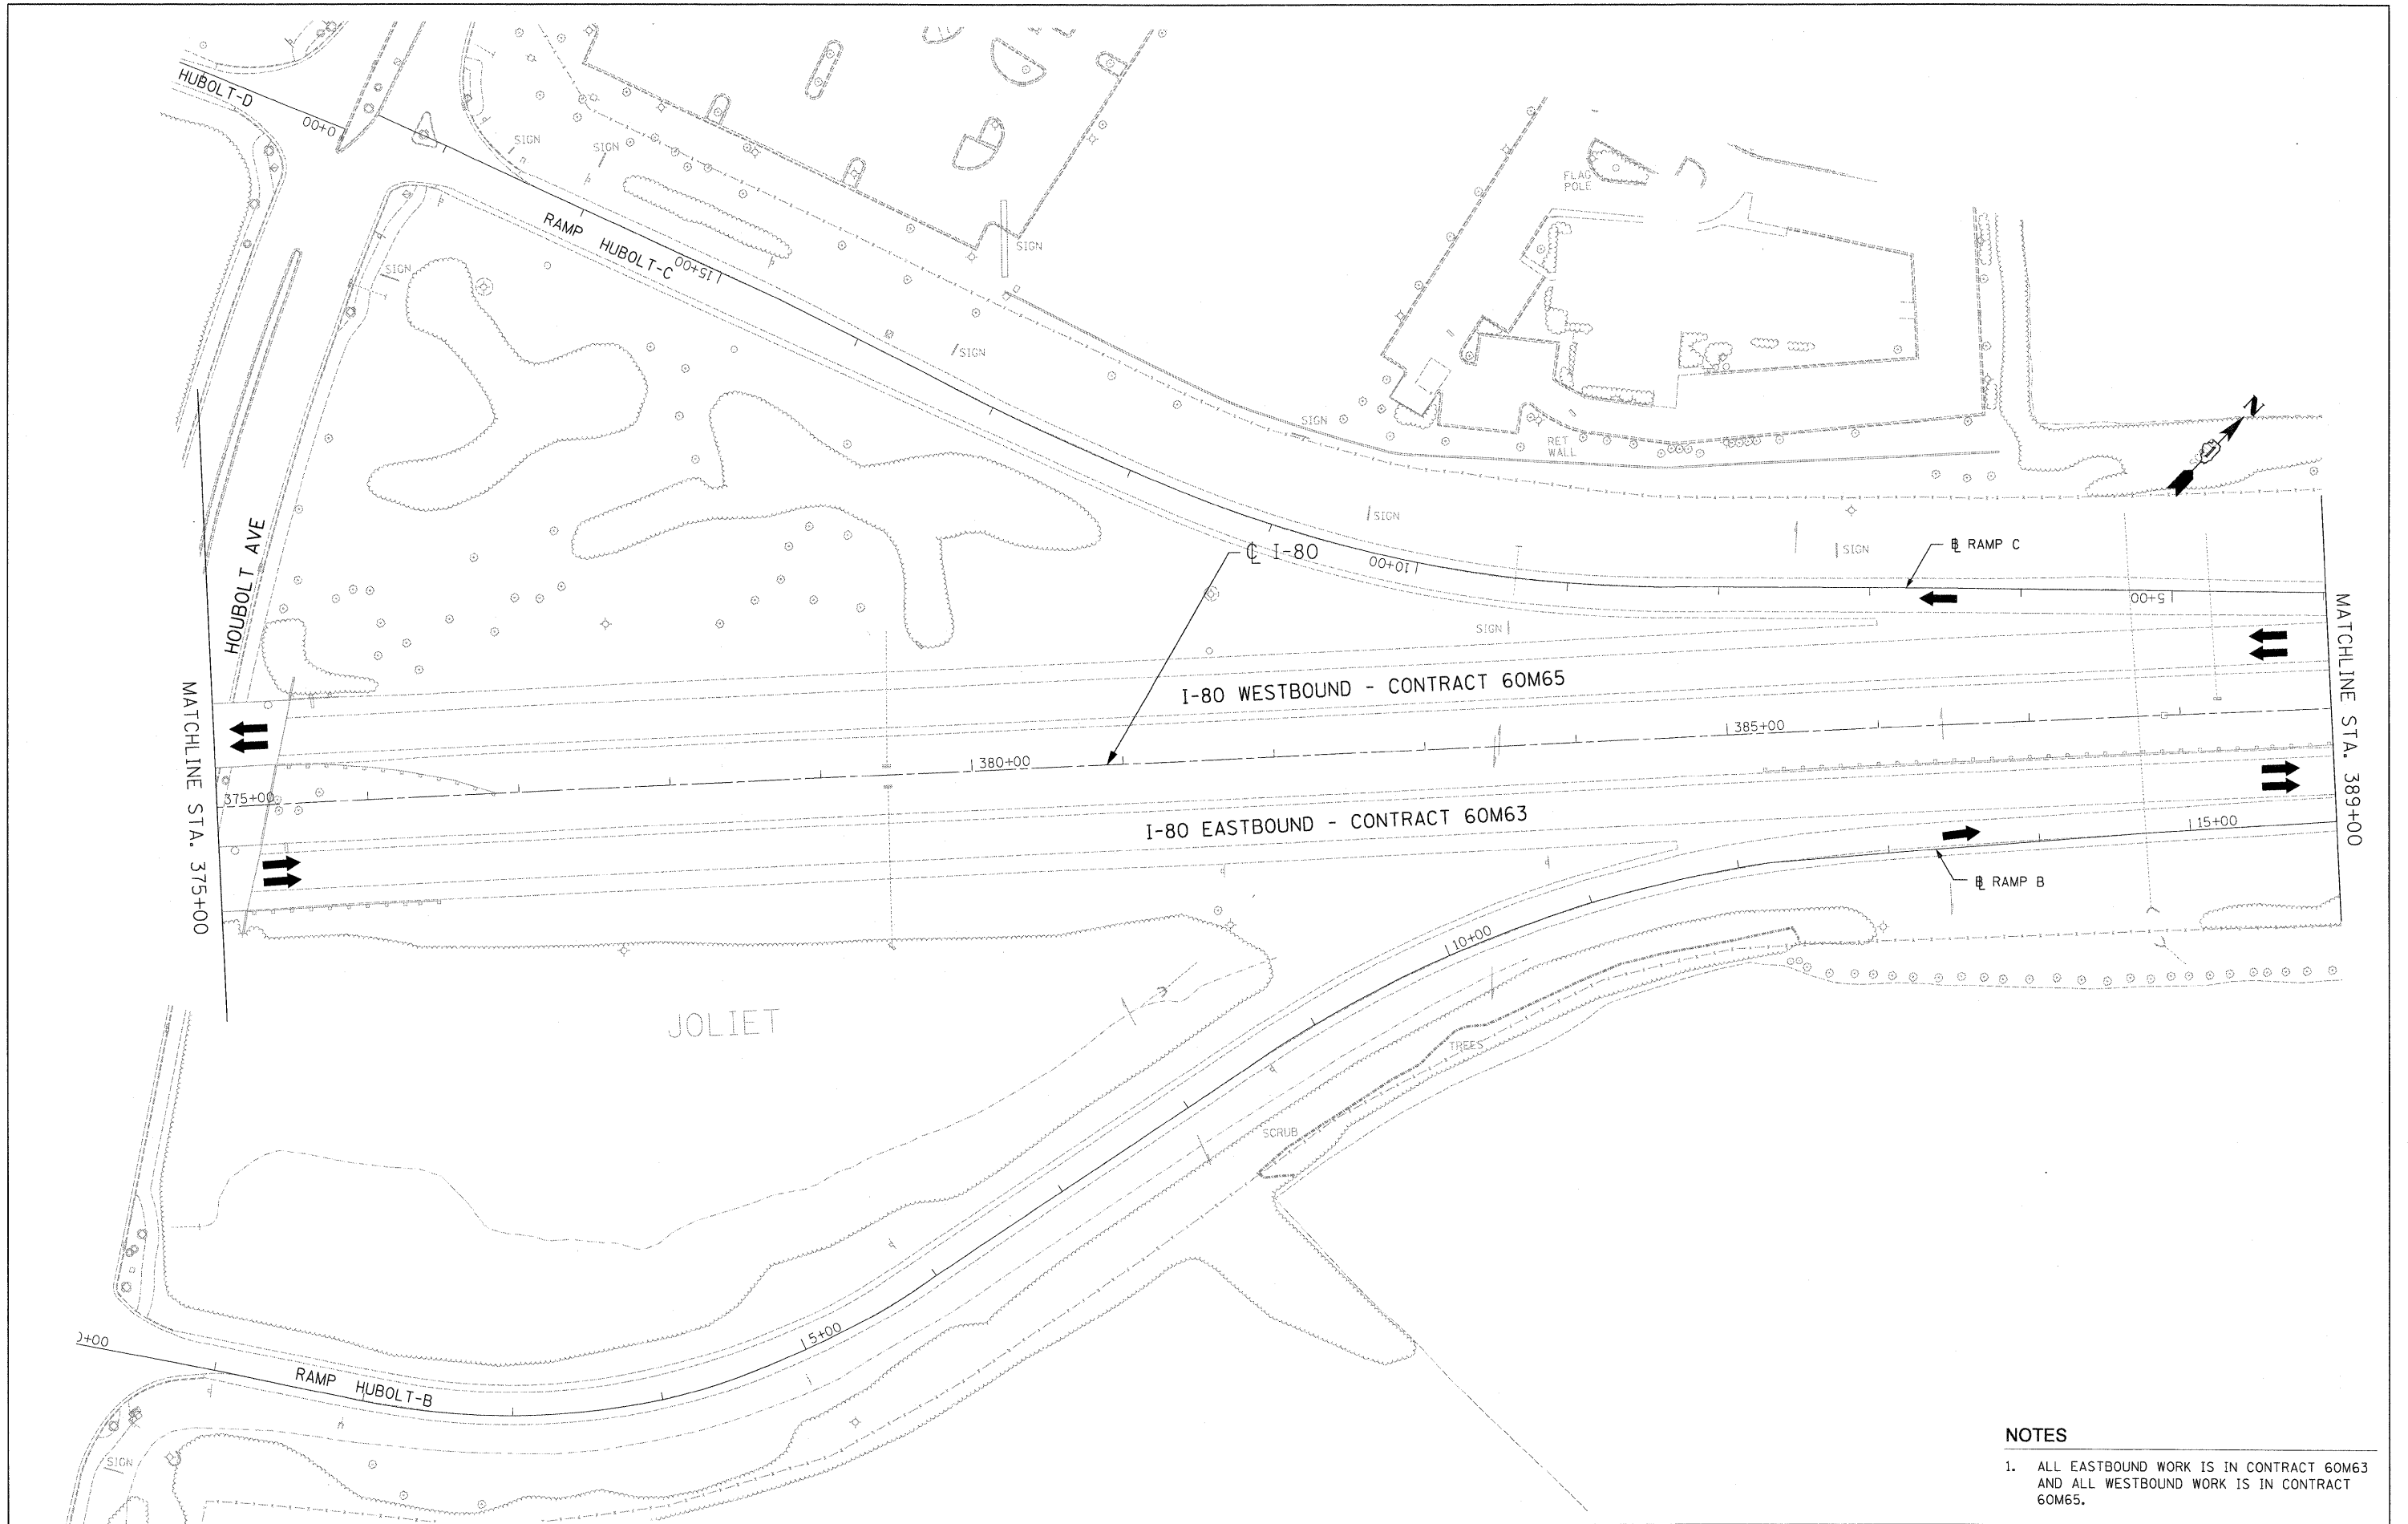 HUBOLT-D
0+00
SIGN
SIGN
RAMP HUBOLT-C
15+00
SIGN
SIGN
SIGN
FLAG
POLE
SIGN
RET
WALL
N
SIGN
SIGN
HOUBOLT AVE
℄ I-80
10+00
B̲L RAMP C
5+00
SIGN
MATCHLINE STA. 375+00
MATCHLINE STA. 389+00
I-80 WESTBOUND - CONTRACT 60M65
375+00
380+00
385+00
I-80 EASTBOUND - CONTRACT 60M63
15+00
BL RAMP B
10+00
JOLIET
TREES
SCRUB
5+00
0+00
RAMP HUBOLT-B
SIGN
NOTES
1. ALL EASTBOUND WORK IS IN CONTRACT 60M63
AND ALL WESTBOUND WORK IS IN CONTRACT
60M65.